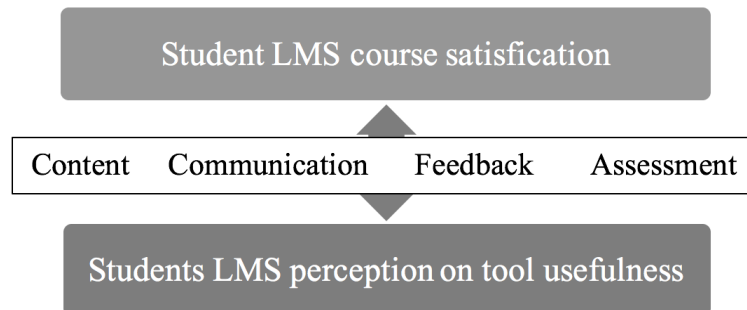 Student LMS course satisfication
Content Communication Feedback Assessment
Students LMS perception on tool usefulness